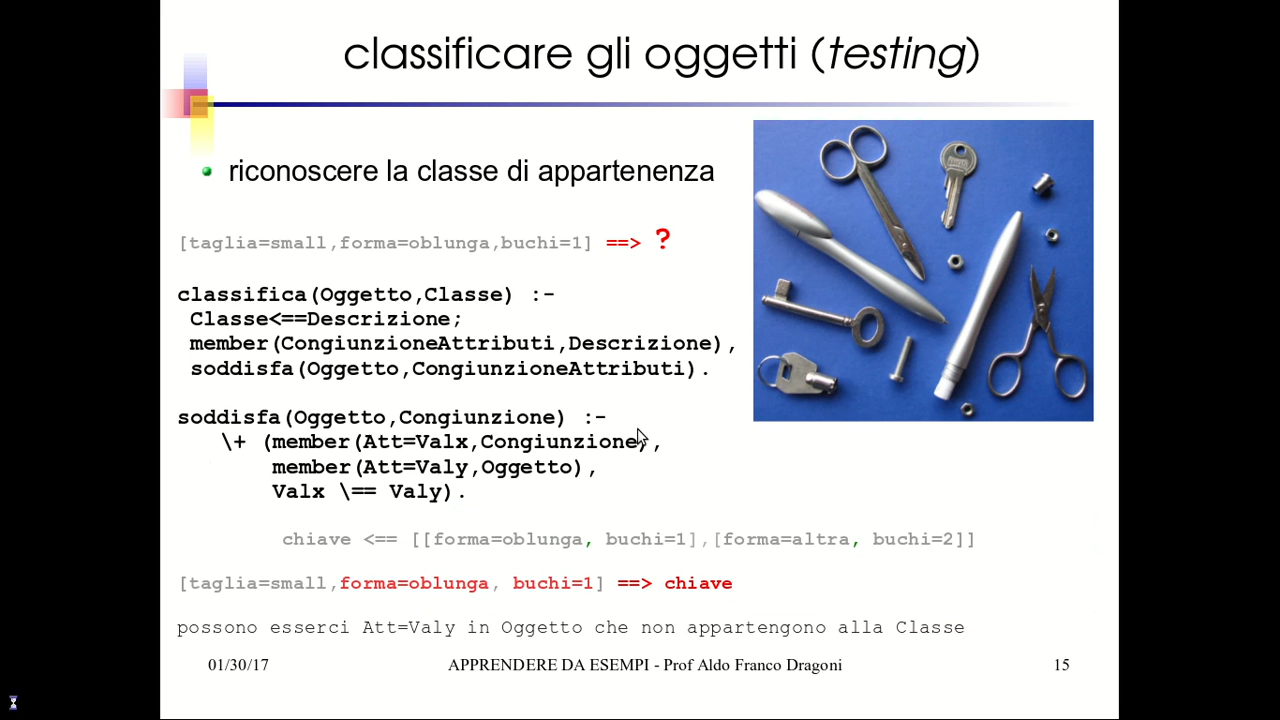 classificare gli oggetti (testing)
riconoscere la classe di appartenenza
[taglia=small,forma=oblunga,buchi=1] ==> ?
classifica(Oggetto,Classe) :-
Classe<==Descrizione;
member(CongiunzioneAttributi,Descrizione),
soddisfa(Oggetto,CongiunzioneAttributi).
soddisfa(Oggetto,Congiunzione) :-
\+ (member(Att=Valx,Congiunzione),
member(Att=Valy,Oggetto),
Valx \== Valy).
chiave <== [[forma=oblunga, buchi=1],[forma=altra, buchi=2]]
[taglia=small,forma=oblunga, buchi=1] ==> chiave
possono esserci Att=Valy in Oggetto che non appartengono alla Classe
01/30/17 APPRENDERE DA ESEMPI - Prof Aldo Franco Dragoni 15